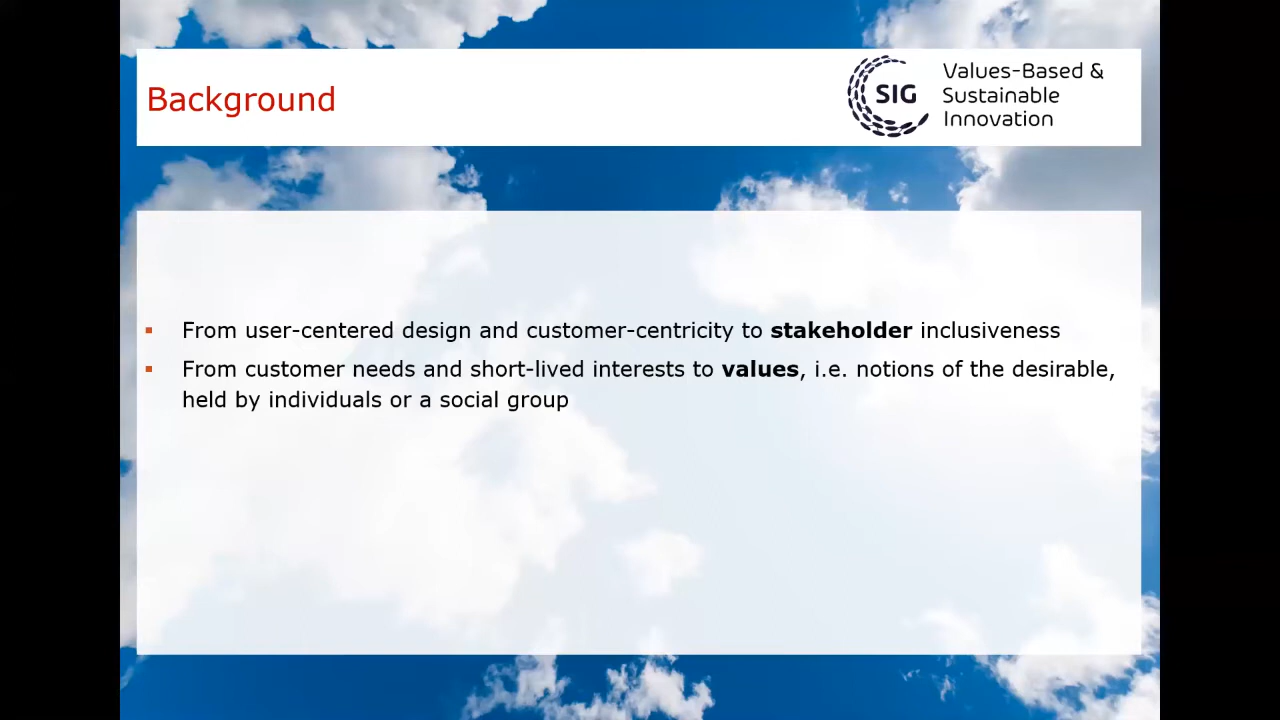 Background
SIG
Values-Based &
Sustainable
Innovation
▪ From user-centered design and customer-centricity to stakeholder inclusiveness
▪ From customer needs and short-lived interests to values, i.e. notions of the desirable,
held by individuals or a social group